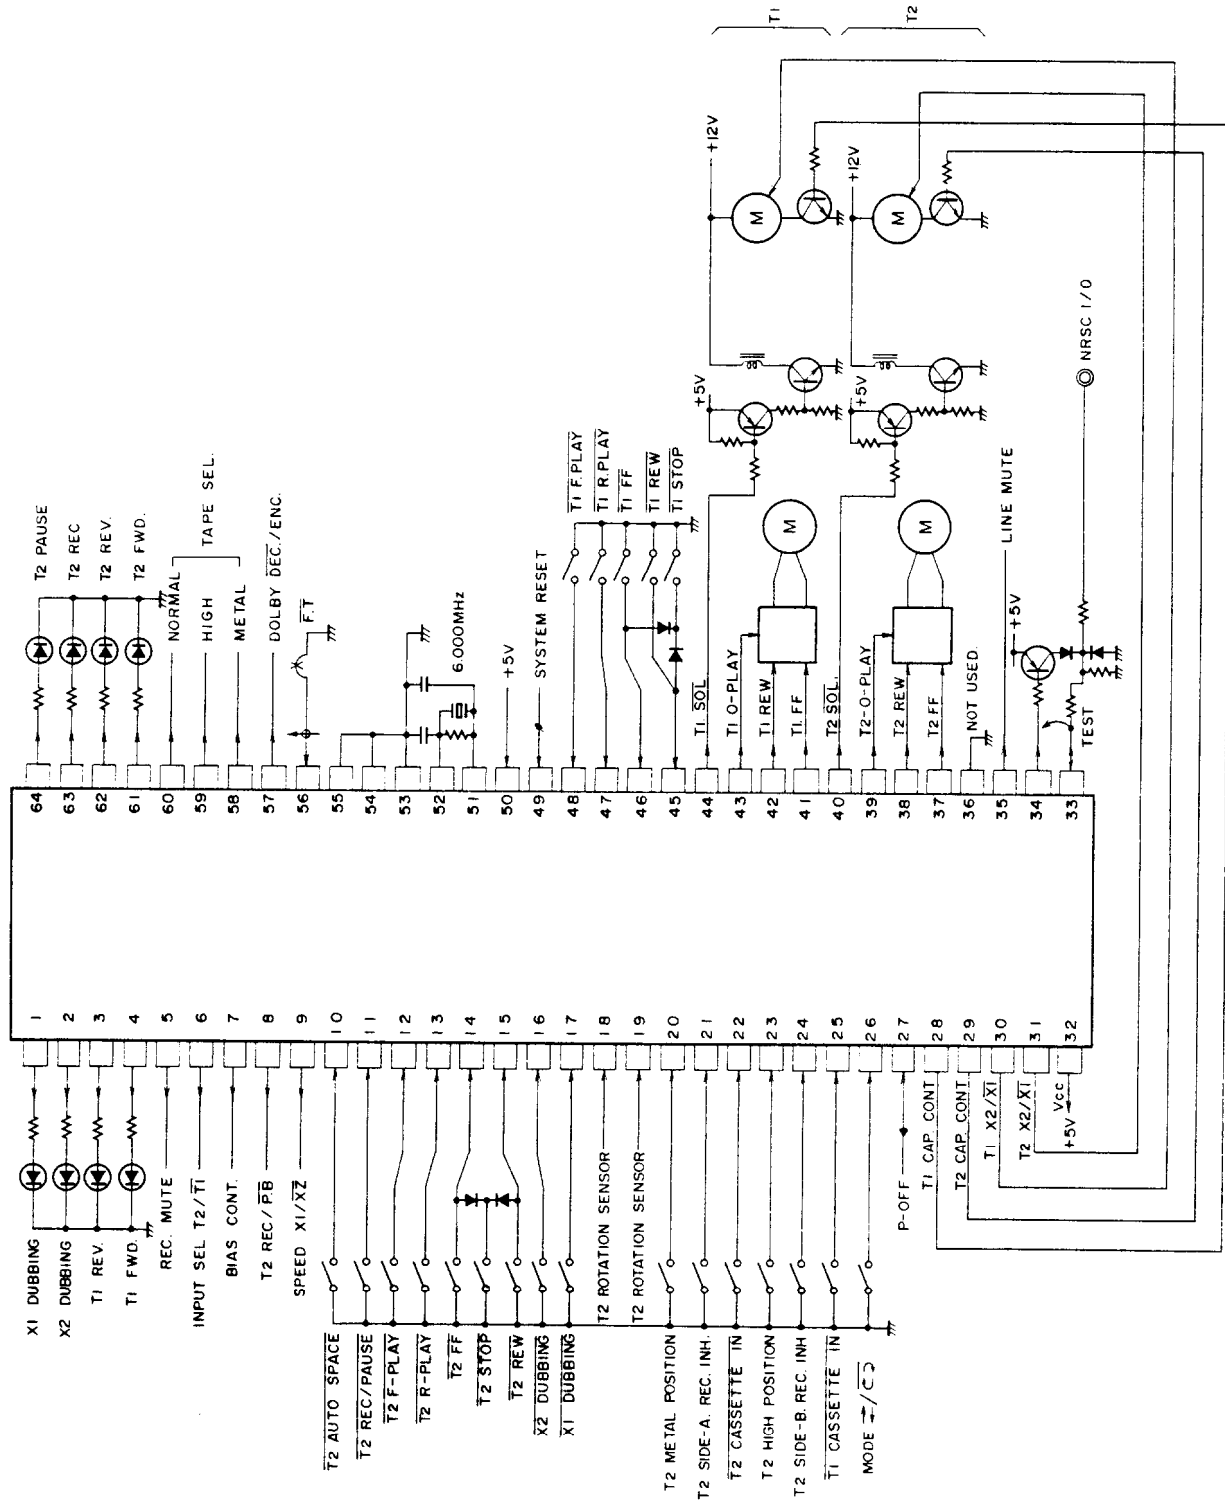 T1
T2
+12V
+12V
+5V
+5V
M
M
M
M
NRSC I/O
T2 PAUSE
T2 REC
T2 REV.
T2 FWD.
NORMAL
HIGH
METAL
TAPE SEL.
DOLBY DEC./ENC.
F.T
6.000MHz
+5V
SYSTEM RESET
T1 F.PLAY
T1 R.PLAY
T1 FF
T1 REW
T1 STOP
T1 SOL
T1 O-PLAY
T1 REW
T1 FF
T2 SOL.
T2-O-PLAY
T2 REW
T2 FF
NOT USED.
LINE MUTE
+5V
TEST
64
63
62
61
60
59
58
57
56
55
54
53
52
51
50
49
48
47
46
45
44
43
42
41
40
39
38
37
36
35
34
33
1
2
3
4
5
6
7
8
9
10
11
12
13
14
15
16
17
18
19
20
21
22
23
24
25
26
27
28
29
30
31
32
X1 DUBBING
X2 DUBBING
T1 REV.
T1 FWD.
REC. MUTE
INPUT SEL T2/T1
BIAS CONT.
T2 REC/P.B
SPEED X1/X2
T2 AUTO SPACE
T2 REC/PAUSE
T2 F-PLAY
T2 R-PLAY
T2 FF
T2 STOP
T2 REW
X2 DUBBING
X1 DUBBING
T2 ROTATION SENSOR
T2 ROTATION SENSOR
T2 METAL POSITION
T2 SIDE-A. REC. INH.
T2 CASSETTE IN
T2 HIGH POSITION
T2 SIDE-B. REC. INH
T1 CASSETTE IN
MODE ⇄/⊂⊃
P-OFF
T1 CAP. CONT
T2 CAP. CONT
T1 X2/X1
T2 X2/X1
Vcc
+5V